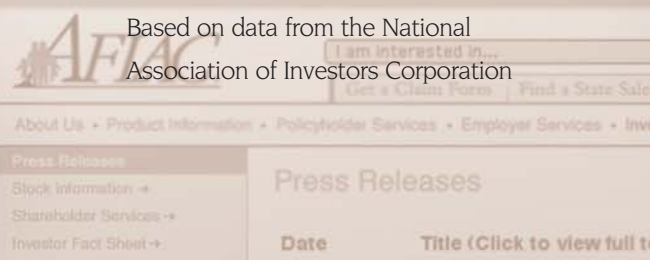 Based on data from the National
AFLAC
I am interested in...
Association of Investors Corporation
Get a Claim Form | Find a State Sale
About Us • Product Information • Policyholder Services • Employer Services • Inv
Press Releases
Stock Information →
Press Releases
Shareholder Services →
Investor Fact Sheet →
Date Title (Click to view full t